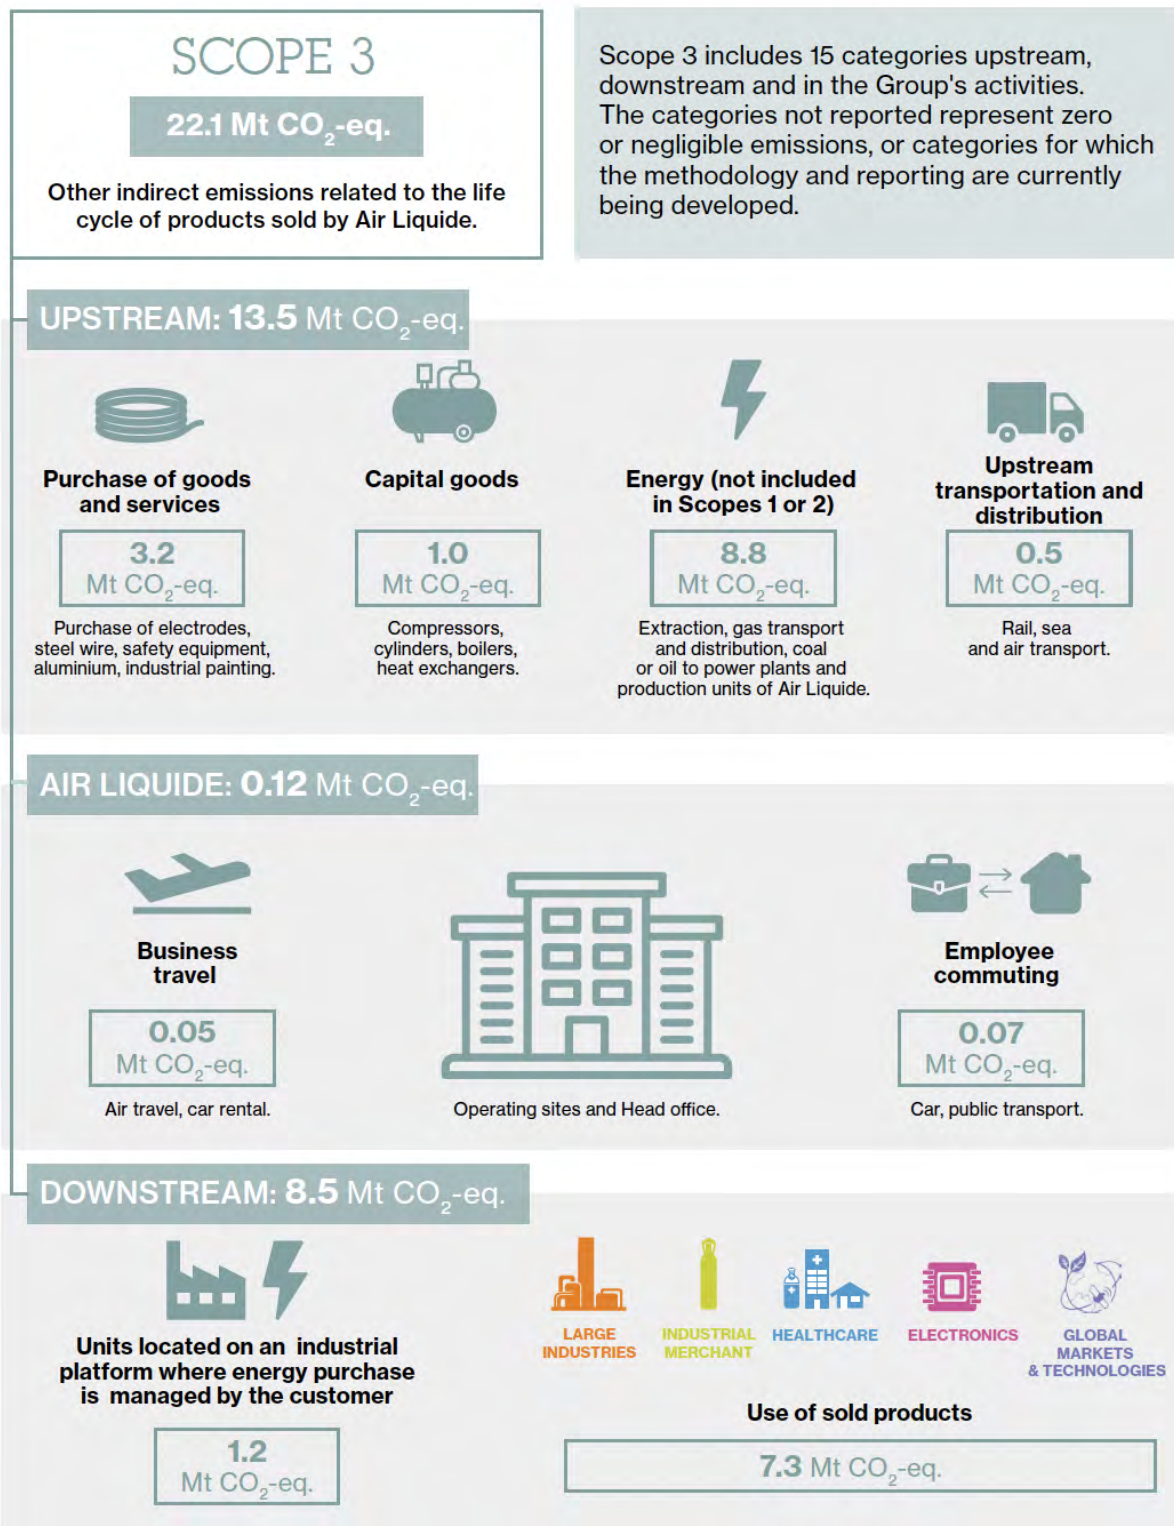 SCOPE 3
22.1 Mt CO₂-eq.
Other indirect emissions related to the life
cycle of products sold by Air Liquide.
Scope 3 includes 15 categories upstream,
downstream and in the Group's activities.
The categories not reported represent zero
or negligible emissions, or categories for which
the methodology and reporting are currently
being developed.
UPSTREAM: 13.5 Mt CO₂-eq.
Purchase of goods
and services
3.2
Mt CO₂-eq.
Purchase of electrodes,
steel wire, safety equipment,
aluminium, industrial painting.
Capital goods
1.0
Mt CO₂-eq.
Compressors,
cylinders, boilers,
heat exchangers.
Energy (not included
in Scopes 1 or 2)
8.8
Mt CO₂-eq.
Extraction, gas transport
and distribution, coal
or oil to power plants and
production units of Air Liquide.
Upstream
transportation and
distribution
0.5
Mt CO₂-eq.
Rail, sea
and air transport.
AIR LIQUIDE: 0.12 Mt CO₂-eq.
Business
travel
0.05
Mt CO₂-eq.
Air travel, car rental.
Operating sites and Head office.
Employee
commuting
0.07
Mt CO₂-eq.
Car, public transport.
DOWNSTREAM: 8.5 Mt CO₂-eq.
Units located on an industrial
platform where energy purchase
is managed by the customer
1.2
Mt CO₂-eq.
LARGE
INDUSTRIES
INDUSTRIAL
MERCHANT
HEALTHCARE
ELECTRONICS
GLOBAL
MARKETS
& TECHNOLOGIES
Use of sold products
7.3 Mt CO₂-eq.